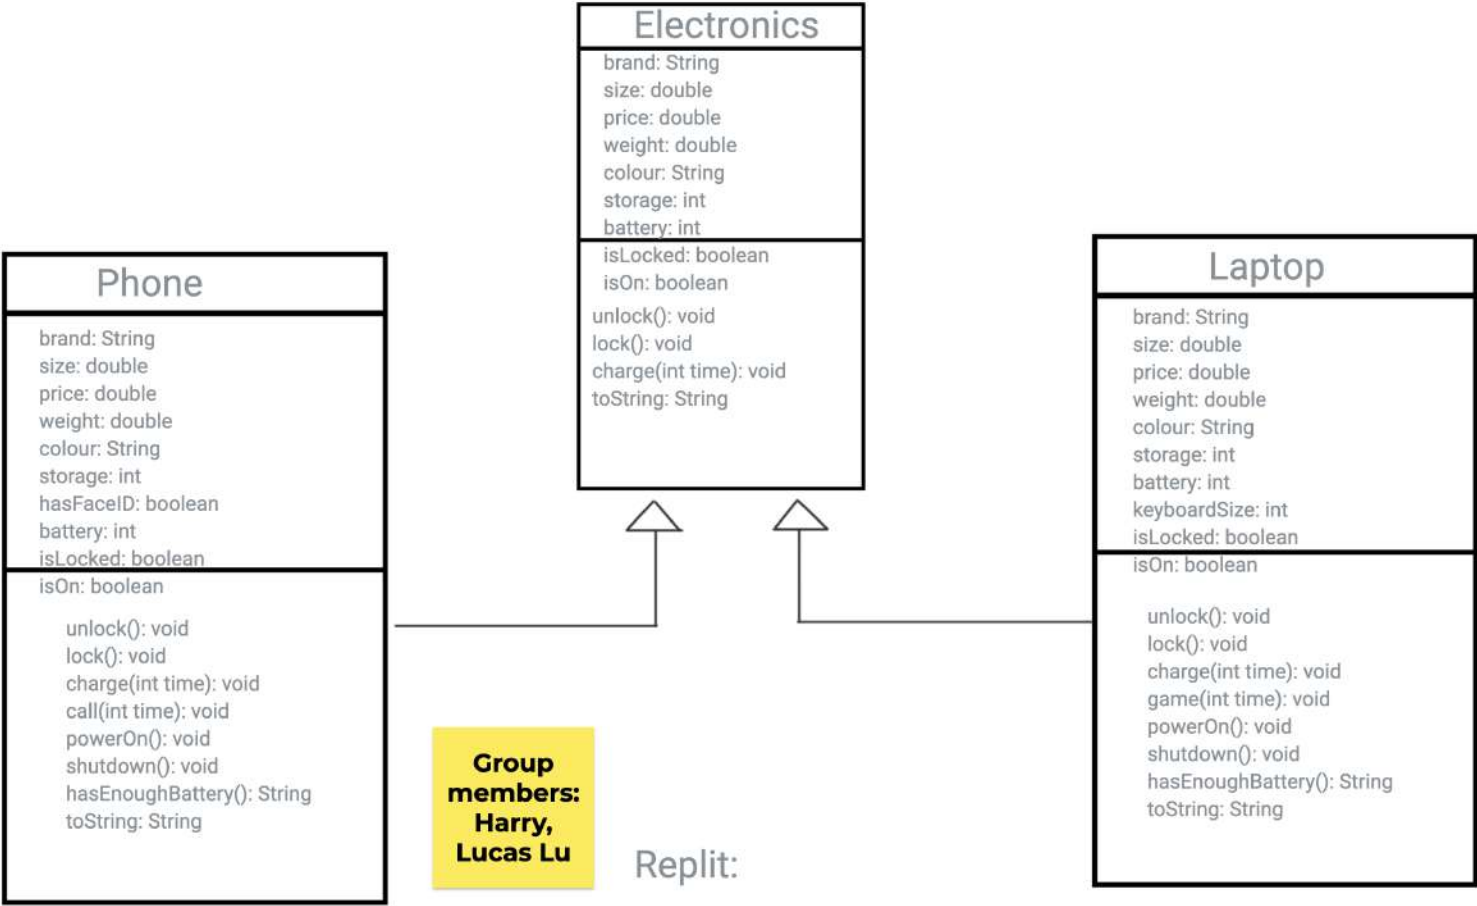 Electronics
brand: String
size: double
price: double
weight: double
colour: String
storage: int
battery: int
isLocked: boolean
isOn: boolean
unlock(): void
lock(): void
charge(int time): void
toString: String
Phone
brand: String
size: double
price: double
weight: double
colour: String
storage: int
hasFaceID: boolean
battery: int
isLocked: boolean
isOn: boolean
unlock(): void
lock(): void
charge(int time): void
call(int time): void
powerOn(): void
shutdown(): void
hasEnoughBattery(): String
toString: String
Laptop
brand: String
size: double
price: double
weight: double
colour: String
storage: int
battery: int
keyboardSize: int
isLocked: boolean
isOn: boolean
unlock(): void
lock(): void
charge(int time): void
game(int time): void
powerOn(): void
shutdown(): void
hasEnoughBattery(): String
toString: String
Group
members:
Harry,
Lucas Lu
Replit: